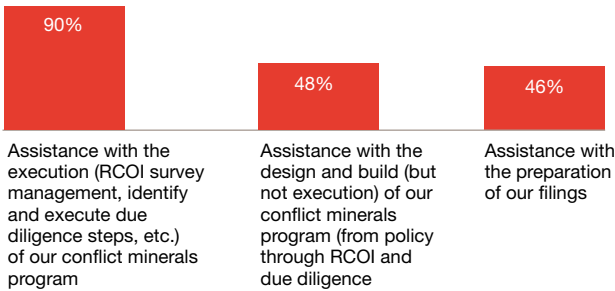 90%
48%
46%
Assistance with the
execution (RCOI survey
management, identify
and execute due
diligence steps, etc.)
of our conflict minerals
program
Assistance with the
design and build (but
not execution) of our
conflict minerals
program (from policy
through RCOI and
due diligence
Assistance with
the preparation
of our filings